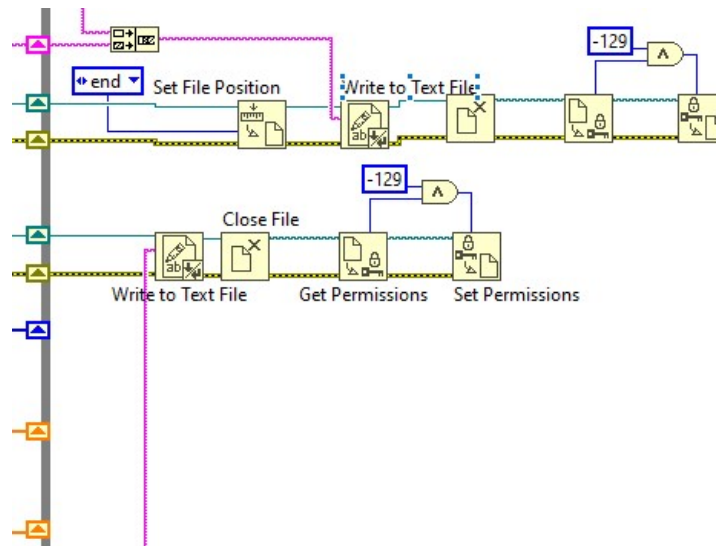 -129
end
Set File Position
Write to Text File
-129
Close File
Write to Text File
Get Permissions
Set Permissions